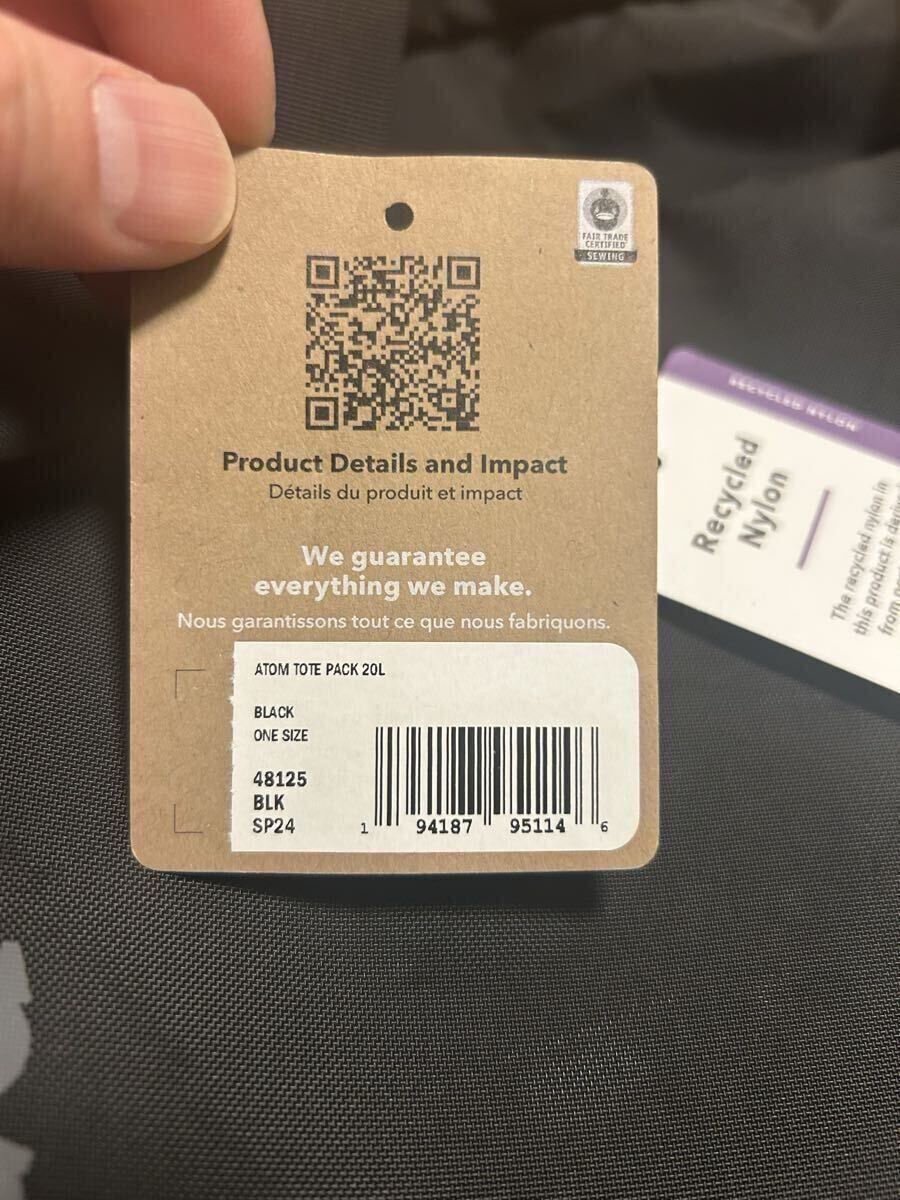 FAIR TRADE
CERTIFIED
SEWING
Product Details and Impact
Détails du produit et impact
We guarantee
everything we make.
Nous garantissons tout ce que nous fabriquons.
ATOM TOTE PACK 20L
BLACK
ONE SIZE
48125
BLK
SP24
1 94187 95114 6
RECYCLED NYLON
Recycled
Nylon
The recycled nylon in
this product is
from